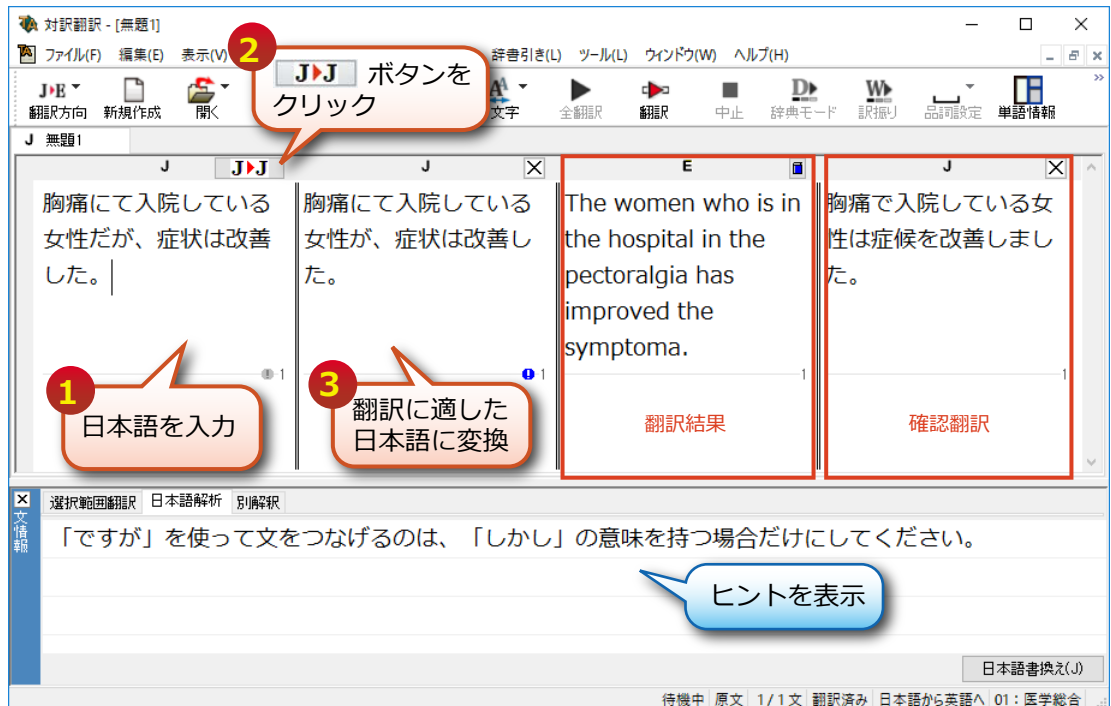 対訳翻訳 - [無題1]
ファイル(F) 編集(E) 表示(V) 辞書引き(L) ツール(L) ウィンドウ(W) ヘルプ(H)
2
J▶J ボタンを
クリック
J▶E
翻訳方向 新規作成 開く 文字 全翻訳 翻訳 中止 辞典モード 訳振り 品詞設定 単語情報
J 無題1
J J▶J J E J
胸痛にて入院している
女性だが、症状は改善
した。
1
胸痛にて入院している
女性が、症状は改善し
た。
1
The women who is in
the hospital in the
pectoralgia has
improved the
symptoma.
1
胸痛で入院している女
性は症候を改善しまし
た。
1
1
日本語を入力
3
翻訳に適した
日本語に変換
翻訳結果
確認翻訳
文情報
選択範囲翻訳 日本語解析 別解釈
「ですが」を使って文をつなげるのは、「しかし」の意味を持つ場合だけにしてください。
ヒントを表示
日本語書換え(J)
待機中 原文 1/1文 翻訳済み 日本語から英語へ 01：医学総合